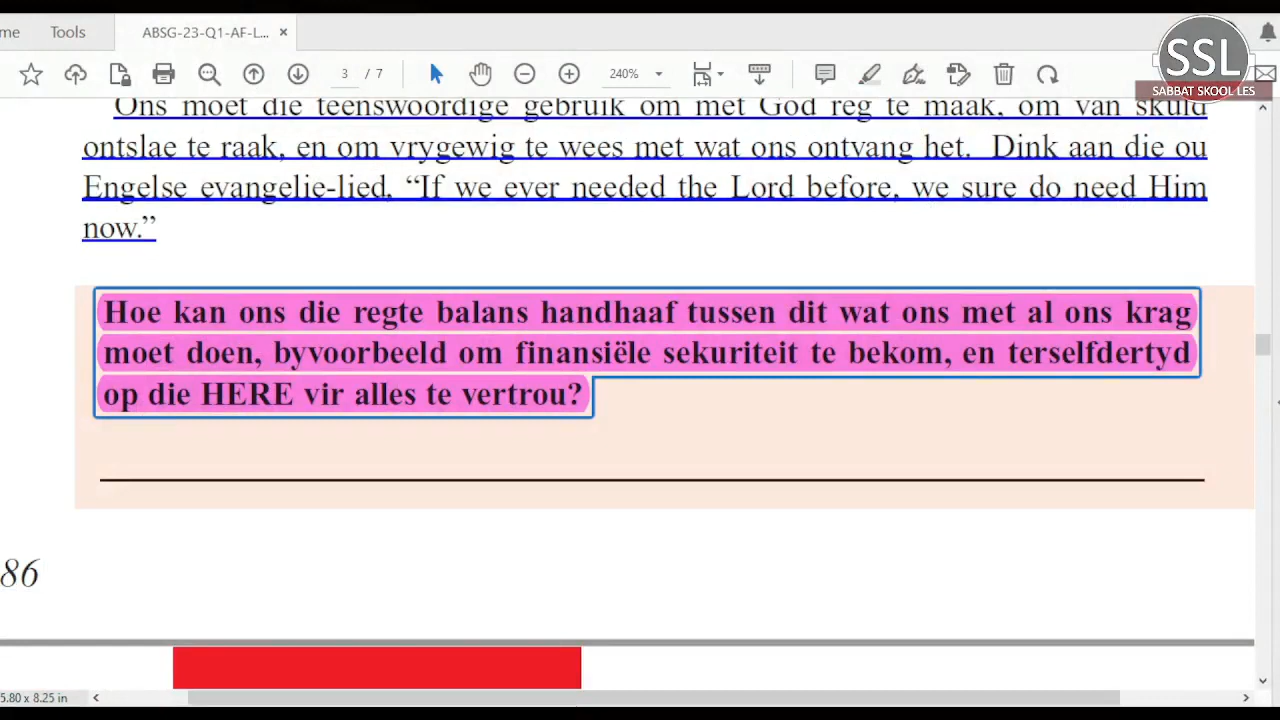 me Tools ABSG-23-Q1-AF-L... ×
SSL
SABBAT SKOOL LES
3 / 7 240%
Ons moet die teenswoordige gebruik om met God reg te maak, om van skuld
ontslae te raak, en om vrygewig te wees met wat ons ontvang het. Dink aan die ou
Engelse evangelie-lied, “If we ever needed the Lord before, we sure do need Him
now.”
Hoe kan ons die regte balans handhaaf tussen dit wat ons met al ons krag
moet doen, byvoorbeeld om finansiële sekuriteit te bekom, en terselfdertyd
op die HERE vir alles te vertrou?
86
5.80 x 8.25 in